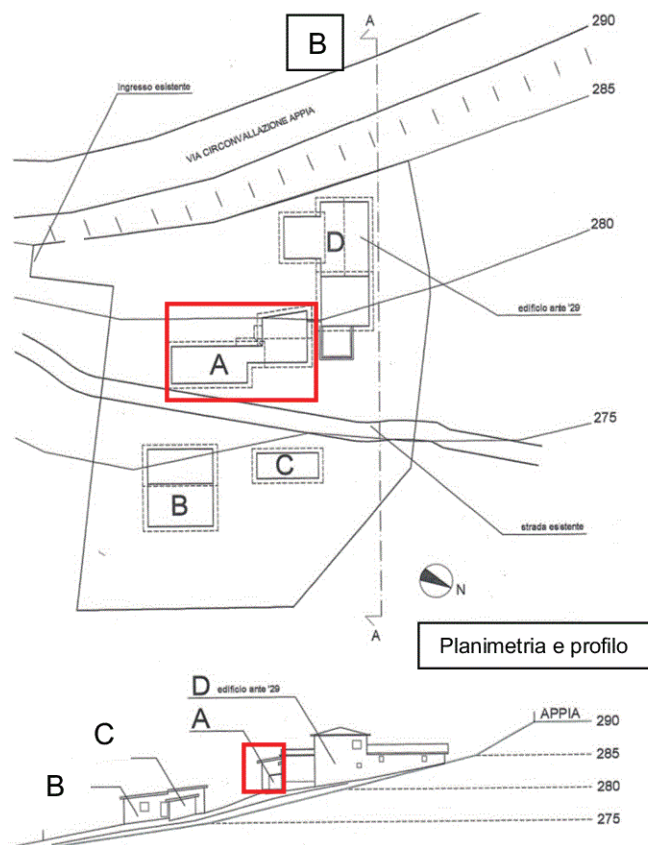 B
A
290
285
ingresso esistente
VIA CIRCONVALLAZIONE APPIA
D
280
edificio ante '29
A
275
C
B
strada esistente
N
A
Planimetria e profilo
D edificio ante '29
A
APPIA 290
C
285
B
280
275